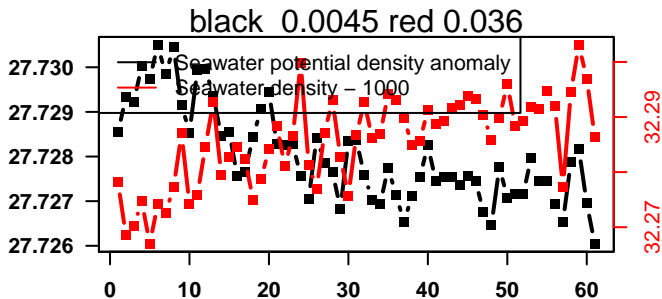 black 0.0045 red 0.036
Seawater potential density anomaly
Seawater density – 1000
27.730
27.729
27.728
27.727
27.726
32.29
32.27
0 10 20 30 40 50 60